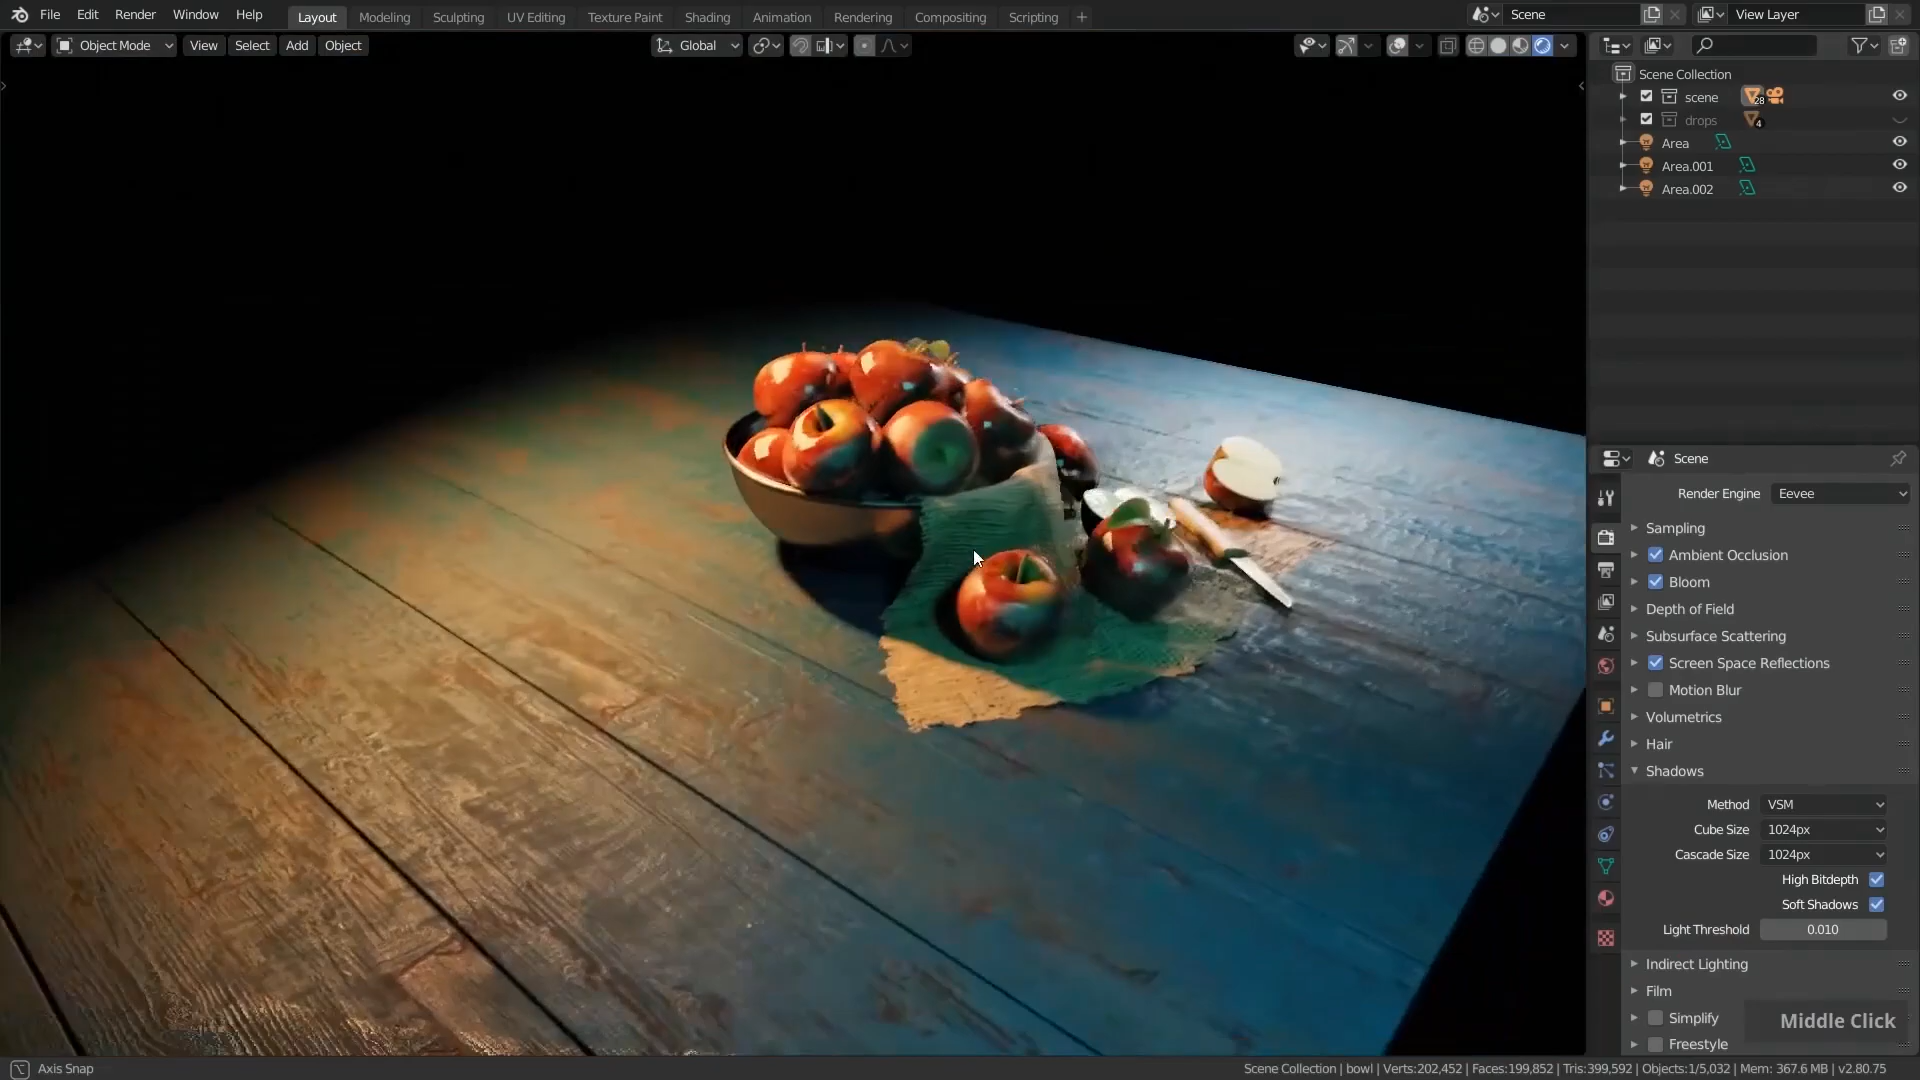 File Edit Render Window Help Layout Modeling Sculpting UV Editing Texture Paint Shading Animation Rendering Compositing Scripting + Scene View Layer
Object Mode View Select Add Object Global
Scene Collection
scene 28
drops 4
Area
Area.001
Area.002
Scene
Render Engine Eevee
Sampling
Ambient Occlusion
Bloom
Depth of Field
Subsurface Scattering
Screen Space Reflections
Motion Blur
Volumetrics
Hair
Shadows
Method VSM
Cube Size 1024px
Cascade Size 1024px
High Bitdepth
Soft Shadows
Light Threshold 0.010
Indirect Lighting
Film
Simplify
Middle Click
Freestyle
Axis Snap Scene Collection | bowl | Verts:202,452 | Faces:199,852 | Tris:399,592 | Objects:1/5,032 | Mem: 367.6 MB | v2.80.75